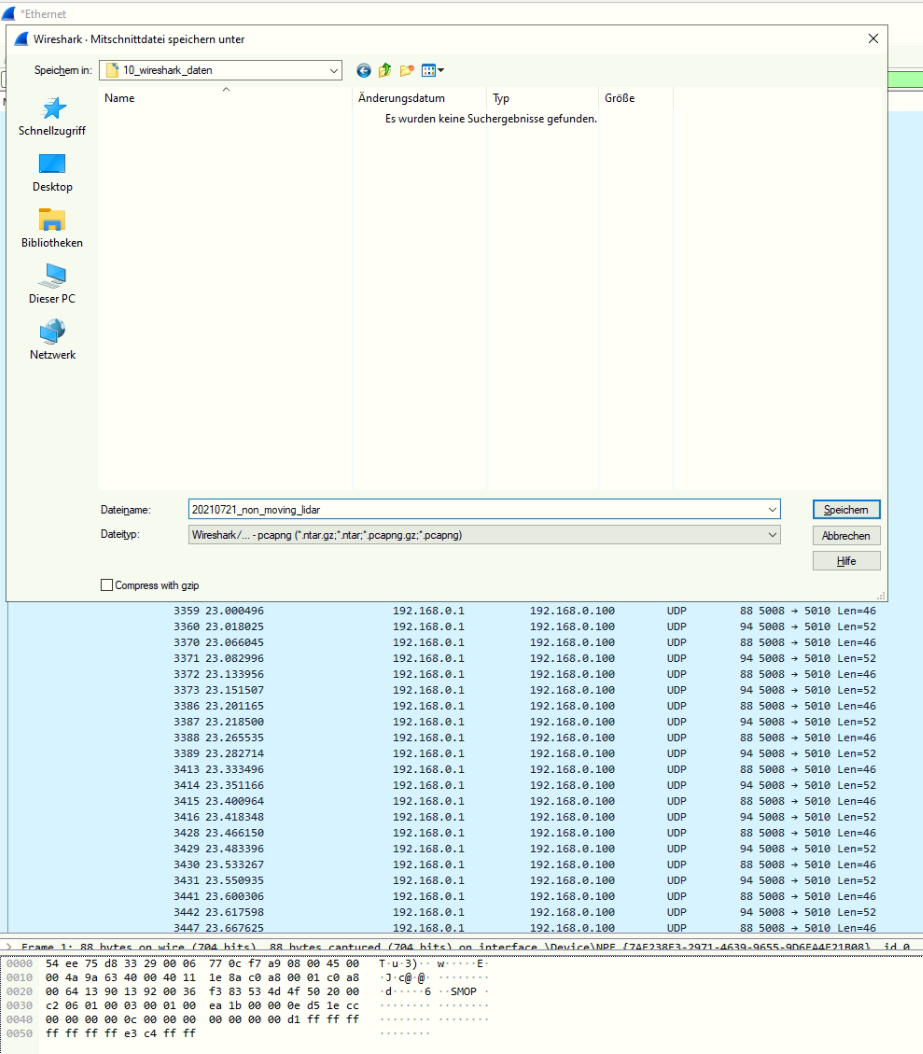 *Ethernet
Wireshark · Mitschnittdatei speichern unter
Speichern in: 10_wireshark_daten
Name Änderungsdatum Typ Größe
Es wurden keine Suchergebnisse gefunden.
Schnellzugriff
Desktop
Bibliotheken
Dieser PC
Netzwerk
Dateiname: 20210721_non_moving_lidar Speichern
Dateityp: Wireshark/... - pcapng (*.ntar.gz;*.ntar;*.pcapng.gz;*.pcapng) Abbrechen
Hilfe
Compress with gzip
3359 23.000496 192.168.0.1 192.168.0.100 UDP 88 5008 → 5010 Len=46
3360 23.018025 192.168.0.1 192.168.0.100 UDP 94 5008 → 5010 Len=52
3370 23.066045 192.168.0.1 192.168.0.100 UDP 88 5008 → 5010 Len=46
3371 23.082996 192.168.0.1 192.168.0.100 UDP 94 5008 → 5010 Len=52
3372 23.133956 192.168.0.1 192.168.0.100 UDP 88 5008 → 5010 Len=46
3373 23.151507 192.168.0.1 192.168.0.100 UDP 94 5008 → 5010 Len=52
3386 23.201165 192.168.0.1 192.168.0.100 UDP 88 5008 → 5010 Len=46
3387 23.218500 192.168.0.1 192.168.0.100 UDP 94 5008 → 5010 Len=52
3388 23.265535 192.168.0.1 192.168.0.100 UDP 88 5008 → 5010 Len=46
3389 23.282714 192.168.0.1 192.168.0.100 UDP 94 5008 → 5010 Len=52
3413 23.333496 192.168.0.1 192.168.0.100 UDP 88 5008 → 5010 Len=46
3414 23.351166 192.168.0.1 192.168.0.100 UDP 94 5008 → 5010 Len=52
3415 23.400964 192.168.0.1 192.168.0.100 UDP 88 5008 → 5010 Len=46
3416 23.418348 192.168.0.1 192.168.0.100 UDP 94 5008 → 5010 Len=52
3428 23.466150 192.168.0.1 192.168.0.100 UDP 88 5008 → 5010 Len=46
3429 23.483396 192.168.0.1 192.168.0.100 UDP 94 5008 → 5010 Len=52
3430 23.533267 192.168.0.1 192.168.0.100 UDP 88 5008 → 5010 Len=46
3431 23.550935 192.168.0.1 192.168.0.100 UDP 94 5008 → 5010 Len=52
3441 23.600306 192.168.0.1 192.168.0.100 UDP 88 5008 → 5010 Len=46
3442 23.617598 192.168.0.1 192.168.0.100 UDP 94 5008 → 5010 Len=52
3447 23.667625 192.168.0.1 192.168.0.100 UDP 88 5008 → 5010 Len=46
> Frame 1: 88 bytes on wire (704 bits), 88 bytes captured (704 bits) on interface \Device\NPF_{7AE238F3-2971-4639-9655-9D6FA4F21B08}, id 0
0000 54 ee 75 d8 33 29 00 06 77 0c f7 a9 08 00 45 00 T·u·3)·· w·····E·
0010 00 4a 9a 63 40 00 40 11 1e 8a c0 a8 00 01 c0 a8 ·J·c@·@· ········
0020 00 64 13 90 13 92 00 36 f3 83 53 4d 4f 50 20 00 ·d·····6 ··SMOP ·
0030 c2 06 01 00 03 00 01 00 ea 1b 00 00 0e d5 1e cc ········ ········
0040 00 00 00 00 0c 00 00 00 00 00 00 00 d1 ff ff ff ········ ········
0050 ff ff ff ff e3 c4 ff ff ········